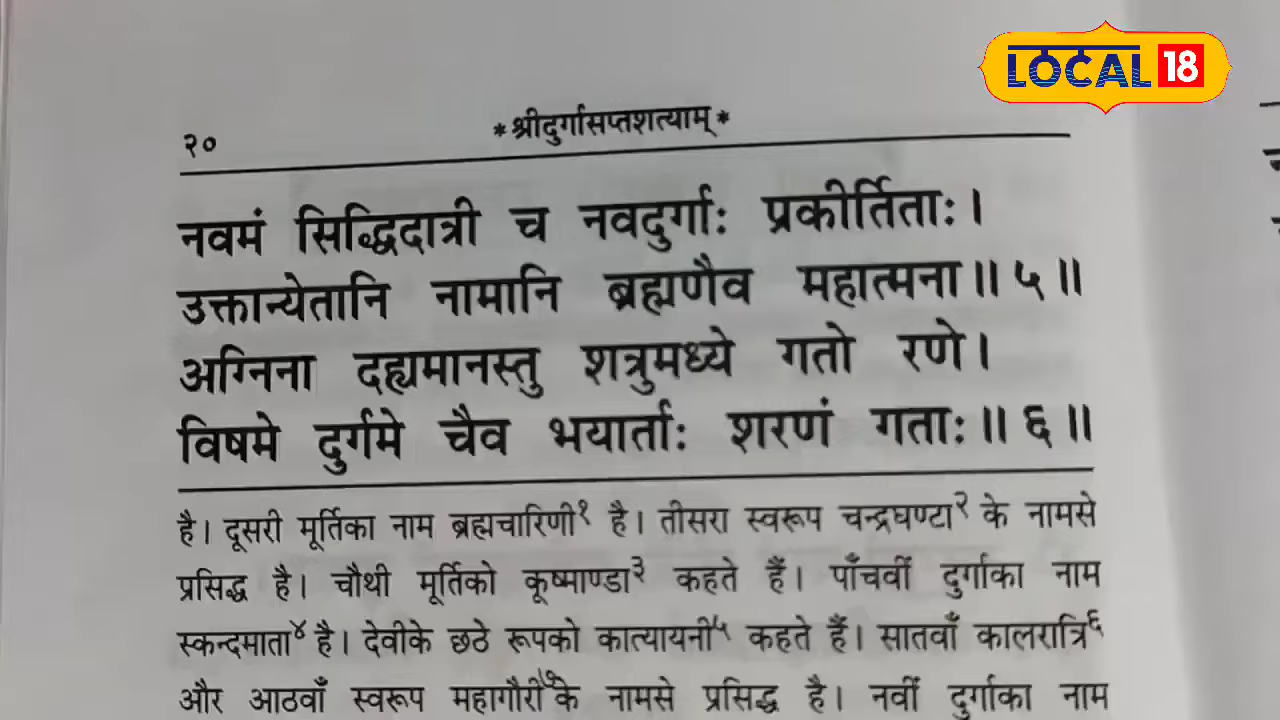 LOCAL 18
२० *श्रीदुर्गासप्तशत्याम्*
नवमं सिद्धिदात्री च नवदुर्गाः प्रकीर्तिताः।
उक्तान्येतानि नामानि ब्रह्मणैव महात्मना॥ ५ ॥
अग्निना दह्यमानस्तु शत्रुमध्ये गतो रणे।
विषमे दुर्गमे चैव भयार्ताः शरणं गताः॥ ६ ॥
है। दूसरी मूर्तिका नाम ब्रह्मचारिणी१ है। तीसरा स्वरूप चन्द्रघण्टा२ के नामसे
प्रसिद्ध है। चौथी मूर्तिको कूष्माण्डा३ कहते हैं। पाँचवीं दुर्गाका नाम
स्कन्दमाता४ है। देवीके छठे रूपको कात्यायनी५ कहते हैं। सातवाँ कालरात्रि६
और आठवाँ स्वरूप महागौरी७के नामसे प्रसिद्ध है। नवीं दुर्गाका नाम